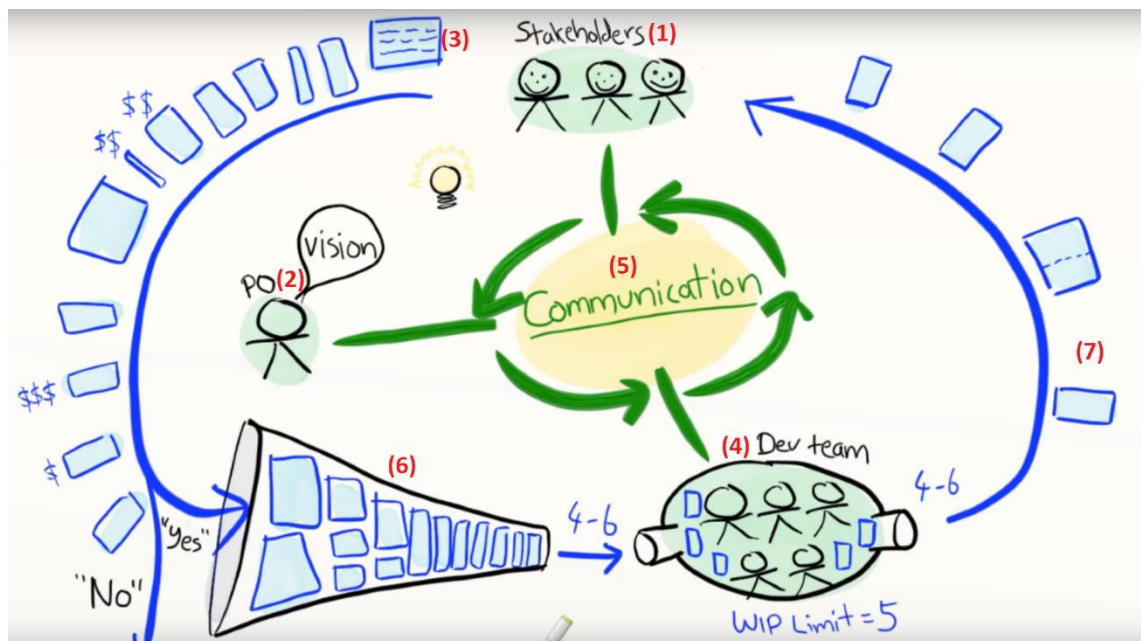 Stakeholders (1)
(3)
$$
$$
Vision
PO (2)
(5)
Communication
$$$
$
(7)
(6)
(4) Dev team
4-6
4-6
"Yes"
"No"
WIP Limit = 5